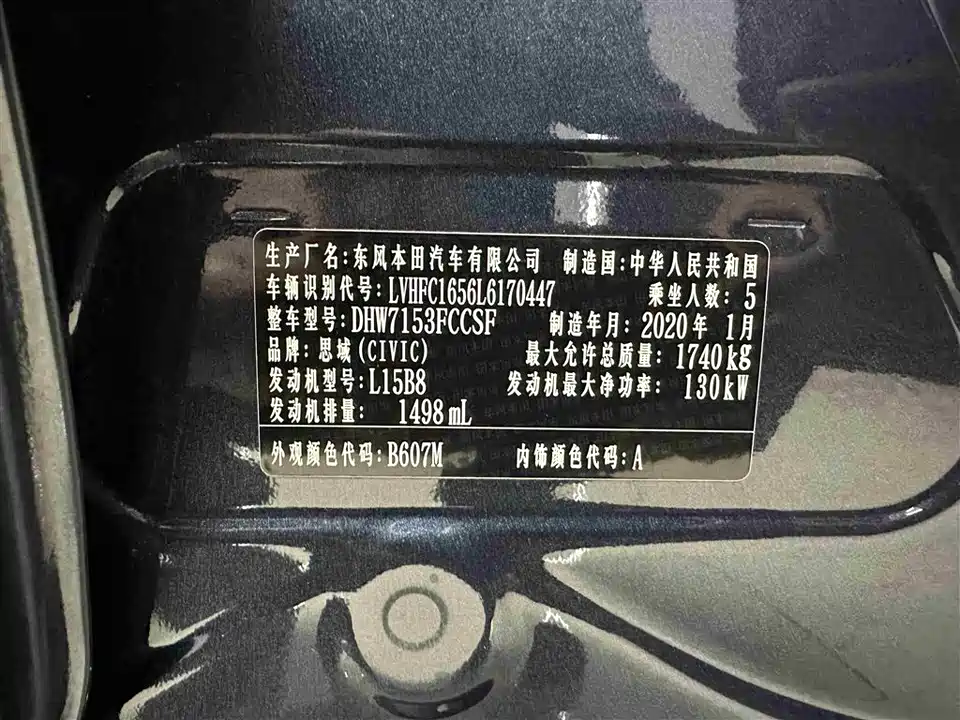 生产厂名:东风本田汽车有限公司 制造国:中华人民共和国
车辆识别代号:LVHFC1656L6170447 乘坐人数:5
整车型号:DHW7153FCCSF 制造年月:2020年 1月
品牌:思域(CIVIC) 最大允许总质量:1740kg
发动机型号:L15B8 发动机最大净功率:130kW
发动机排量: 1498mL
外观颜色代码:B607M 内饰颜色代码:A